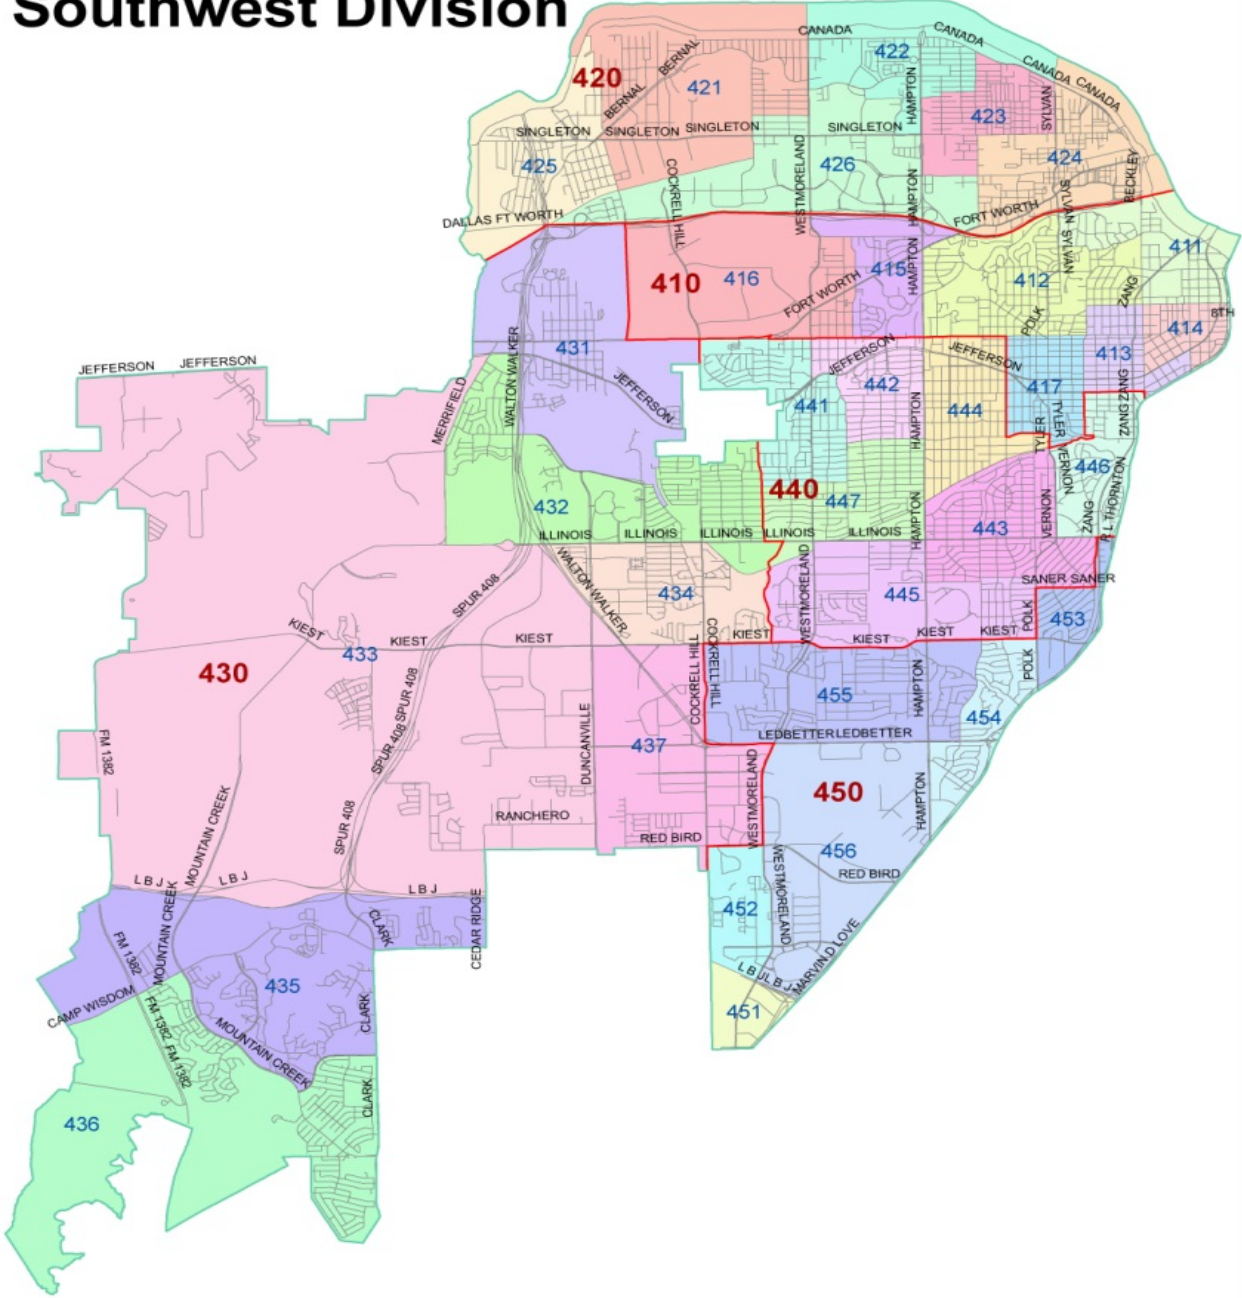 Southwest Division
CANADA
CANADA
CANADA
CANADA
422
420
BERNAL
421
BERNAL
HAMPTON
423
SYLVAN
SINGLETON
SINGLETON
SINGLETON
SINGLETON
425
426
424
WESTMORELAND
BECKLEY
COCKRELL HILL
HAMPTON
SYLVAN
SYLVAN
DALLAS FT WORTH
FORT WORTH
411
410
416
415
HAMPTON
412
ZANG
FORT WORTH
POLK
8TH
414
431
WALTON WALKER
JEFFERSON
JEFFERSON
JEFFERSON
JEFFERSON
JEFFERSON
413
442
417
MERRIFIELD
441
444
HAMPTON
TYLER
TYLER
ZANG
ZANG
VERNON
446
440
447
432
R L THORNTON
ZANG
443
VERNON
HAMPTON
ILLINOIS
ILLINOIS
ILLINOIS
ILLINOIS
ILLINOIS
WALTON WALKER
SPUR 408
434
445
WESTMORELAND
SANER
SANER
453
POLK
KIEST
KIEST
KIEST
KIEST
KIEST
KIEST
KIEST
433
430
COCKRELL HILL
COCKRELL HILL
POLK
HAMPTON
455
454
SPUR 408
SPUR 408
FM 1382
437
DUNCANVILLE
LEDBETTER
LEDBETTER
450
HAMPTON
WESTMORELAND
RANCHERO
RED BIRD
MOUNTAIN CREEK
SPUR 408
456
RED BIRD
L B J
L B J
L B J
WESTMORELAND
452
CLARK
CEDAR RIDGE
MOUNTAIN CREEK
FM 1382
MARVIN D LOVE
L B J
L B J
435
451
CAMP WISDOM
FM 1382
FM 1382
CLARK
MOUNTAIN CREEK
CLARK
436